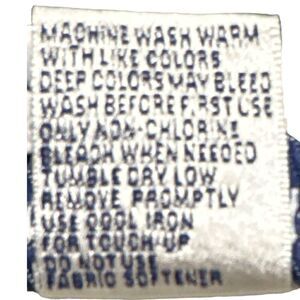 MACHINE WASH WARM
WITH LIKE COLORS
DEEP COLORS MAY BLEED
WASH BEFORE FIRST USE
ONLY NON-CHLORINE
BLEACH WHEN NEEDED
TUMBLE DRY LOW
REMOVE PROMPTLY
USE COOL IRON
FOR TOUCH-UP
DO NOT USE
FABRIC SOFTENER